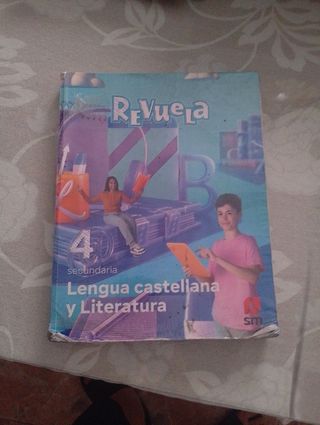 Revuela
B
4
secundaria
Lengua castellana
y Literatura
sm